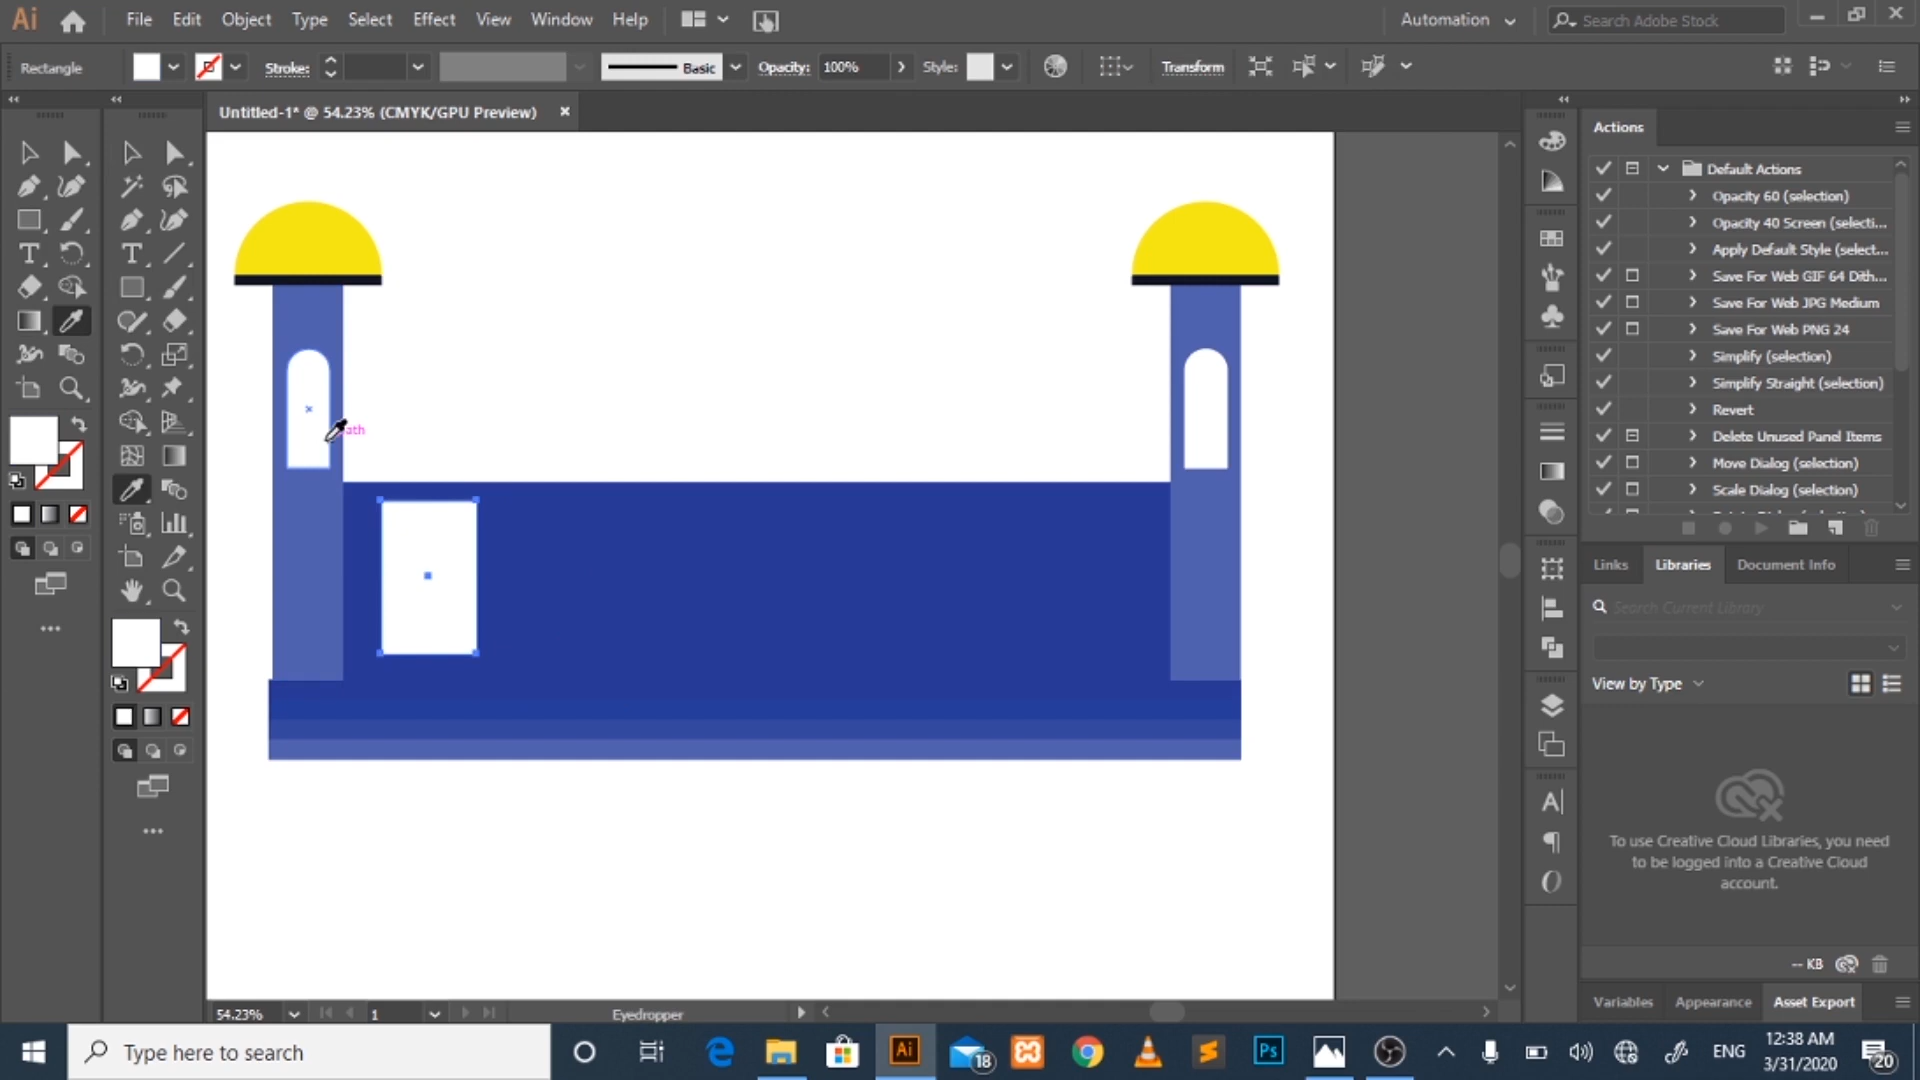 Ai File Edit Object Type Select Effect View Window Help Automation Search Adobe Stock
Rectangle Stroke: Basic Opacity: 100% Style: Transform
Untitled-1* @ 54.23% (CMYK/GPU Preview)
ath
Actions
Default Actions
Opacity 60 (selection)
Opacity 40 Screen (selecti...
Apply Default Style (select...
Save For Web GIF 64 Dith...
Save For Web JPG Medium
Save For Web PNG 24
Simplify (selection)
Simplify Straight (selection)
Revert
Delete Unused Panel Items
Move Dialog (selection)
Scale Dialog (selection)
Links Libraries Document Info
Search Current Library
View by Type
To use Creative Cloud Libraries, you need
to be logged into a Creative Cloud
account.
-- KB
Variables Appearance Asset Export
54.23% 1 Eyedropper
Type here to search
Ai
18
Ps
ENG
12:38 AM
3/31/2020
20